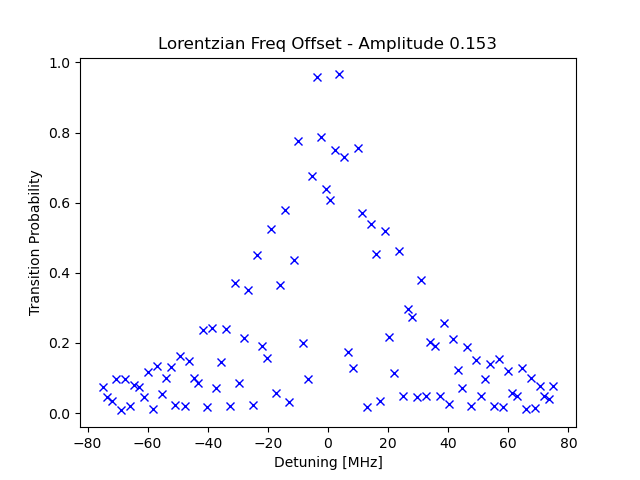 Lorentzian Freq Offset - Amplitude 0.153
1.0
0.8
0.6
0.4
0.2
0.0
Transition Probability
−80 −60 −40 −20 0 20 40 60 80
Detuning [MHz]